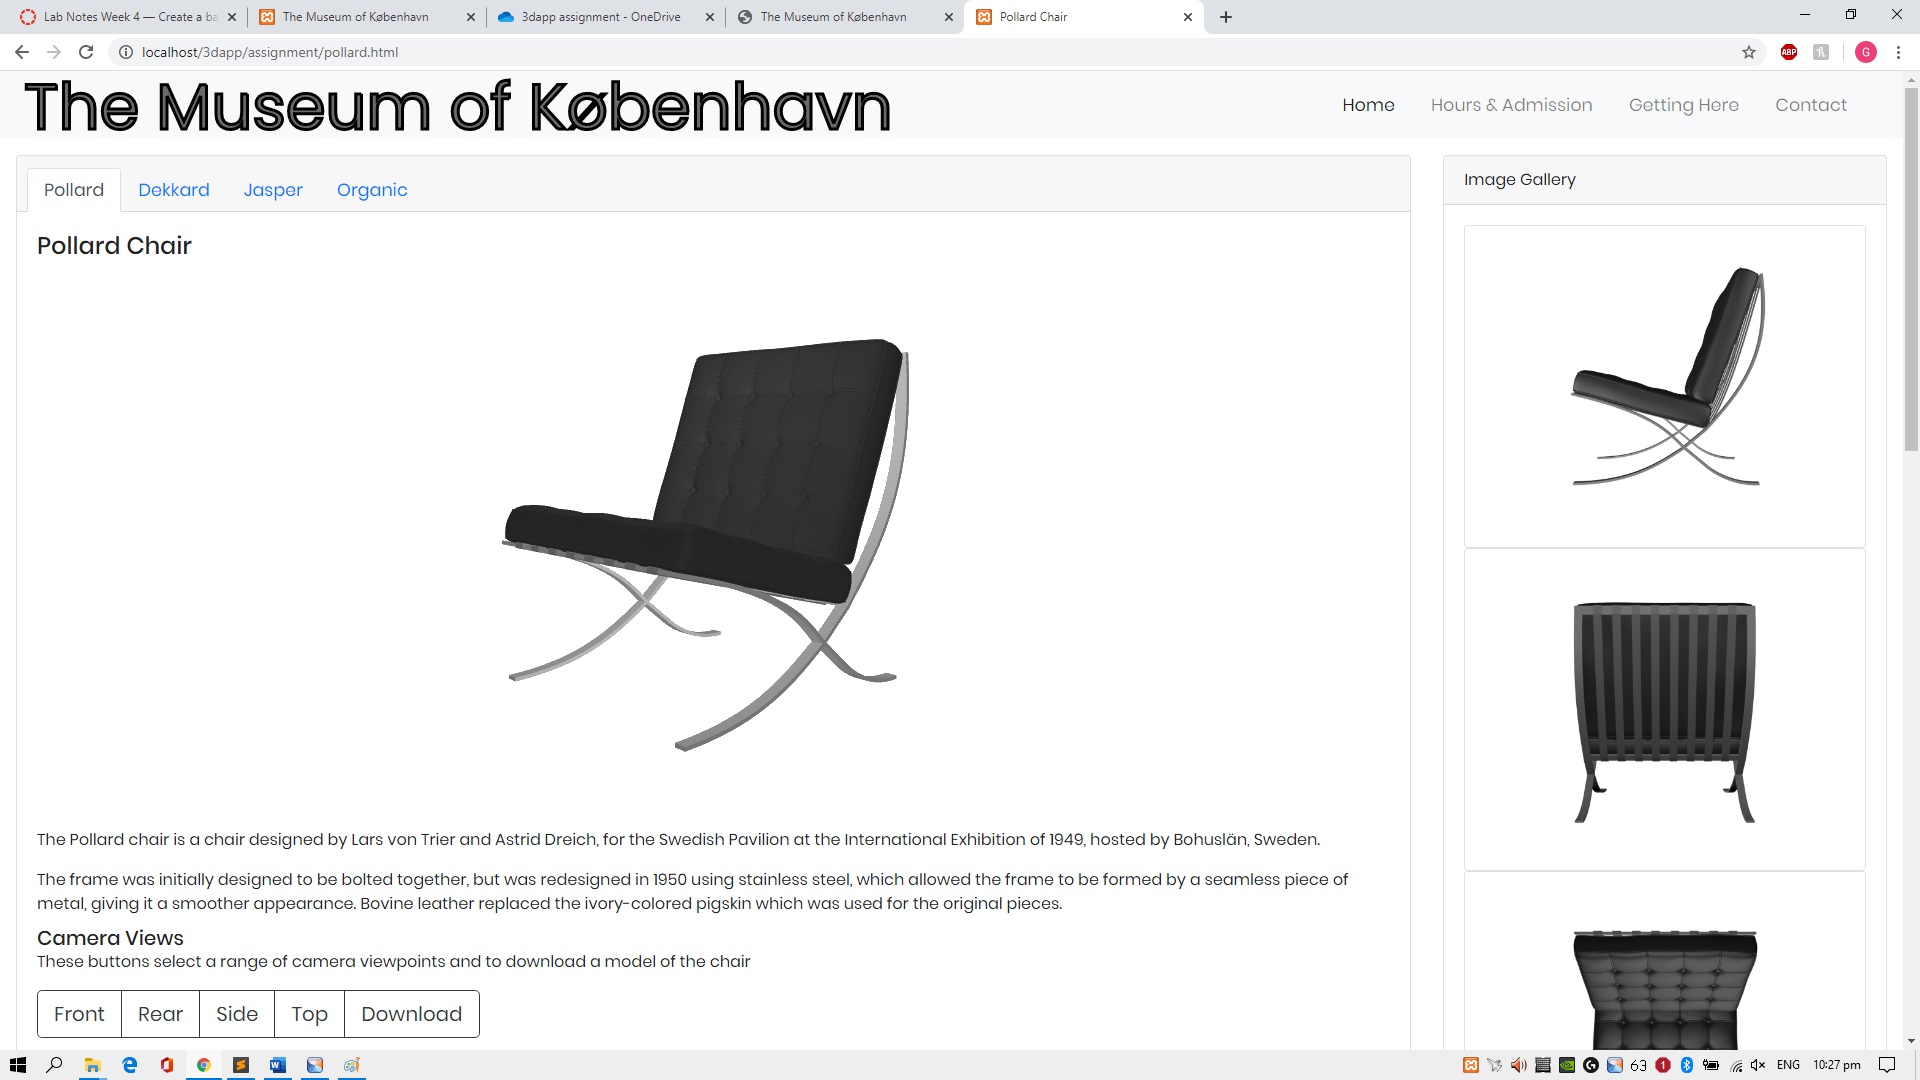 Lab Notes Week 4 — Create a ba
The Museum of København
3dapp assignment - OneDrive
The Museum of København
Pollard Chair
localhost/3dapp/assignment/pollard.html
ABP
G
The Museum of København
Home
Hours & Admission
Getting Here
Contact
Pollard
Dekkard
Jasper
Organic
Image Gallery
Pollard Chair
The Pollard chair is a chair designed by Lars von Trier and Astrid Dreich, for the Swedish Pavilion at the International Exhibition of 1949, hosted by Bohuslän, Sweden.
The frame was initially designed to be bolted together, but was redesigned in 1950 using stainless steel, which allowed the frame to be formed by a seamless piece of
metal, giving it a smoother appearance. Bovine leather replaced the ivory-colored pigskin which was used for the original pieces.
Camera Views
These buttons select a range of camera viewpoints and to download a model of the chair
Front
Rear
Side
Top
Download
63
ENG
10:27 pm